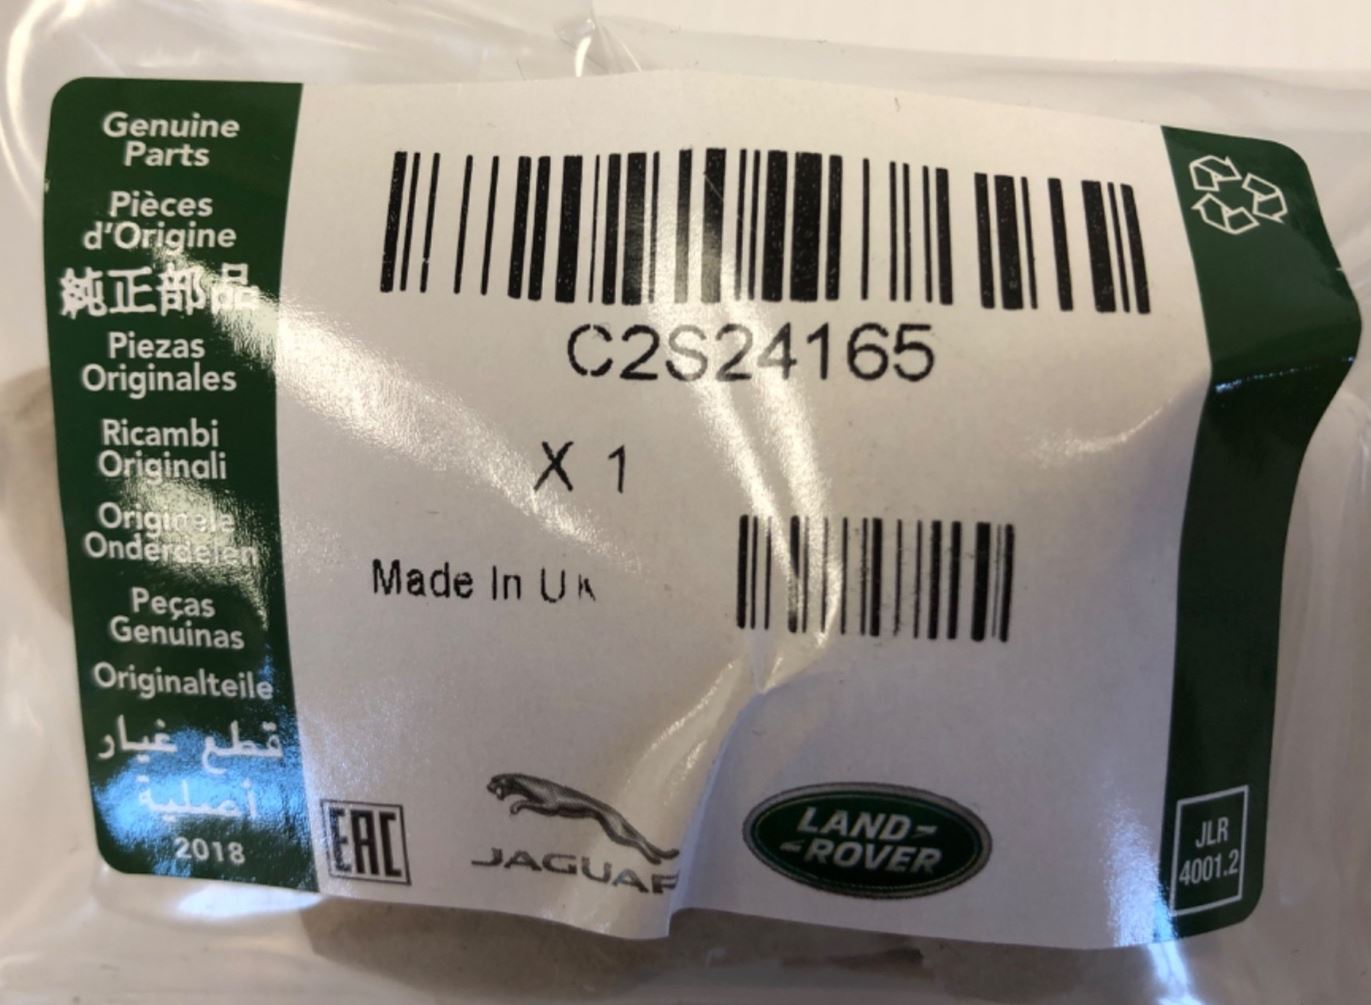 Genuine
Parts
Pièces
d'Origine
純正部品
Piezas
Originales
Ricambi
Originali
Originele
Onderdelen
Peças
Genuinas
Originalteile
قطع غيار
أصلية
2018
C2S24165
X 1
Made In UK
EAC
JAGUAR
LAND-
-ROVER
JLR
4001.2